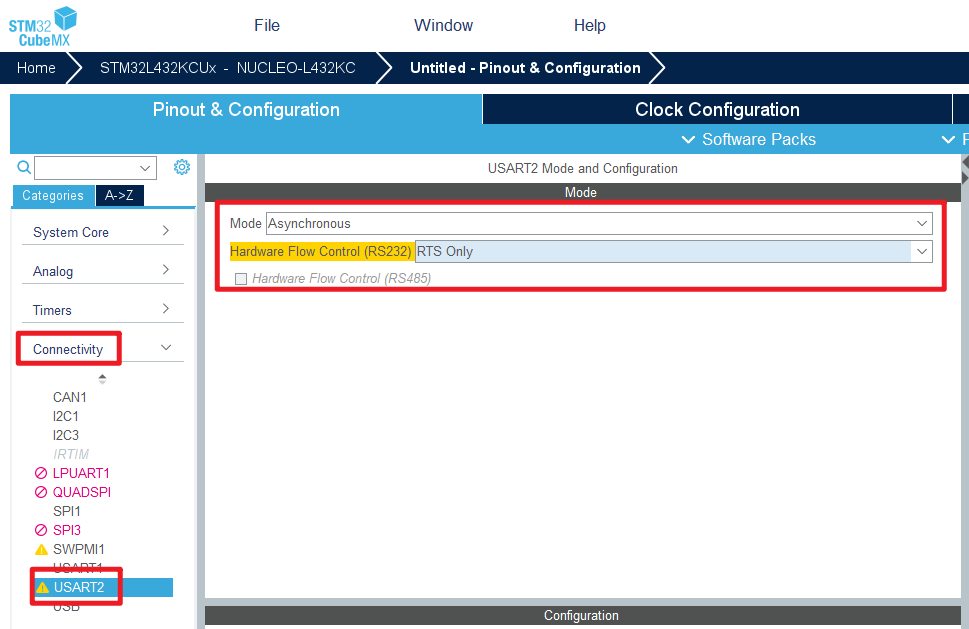 STM32
CubeMX
File
Window
Help
Home
STM32L432KCUx - NUCLEO-L432KC
Untitled - Pinout & Configuration
Pinout & Configuration
Clock Configuration
Software Packs
P
Categories
A->Z
System Core
Analog
Timers
Connectivity
CAN1
I2C1
I2C3
IRTIM
LPUART1
QUADSPI
SPI1
SPI3
SWPMI1
USART1
USART2
USB
USART2 Mode and Configuration
Mode
Mode Asynchronous
Hardware Flow Control (RS232) RTS Only
Hardware Flow Control (RS485)
Configuration